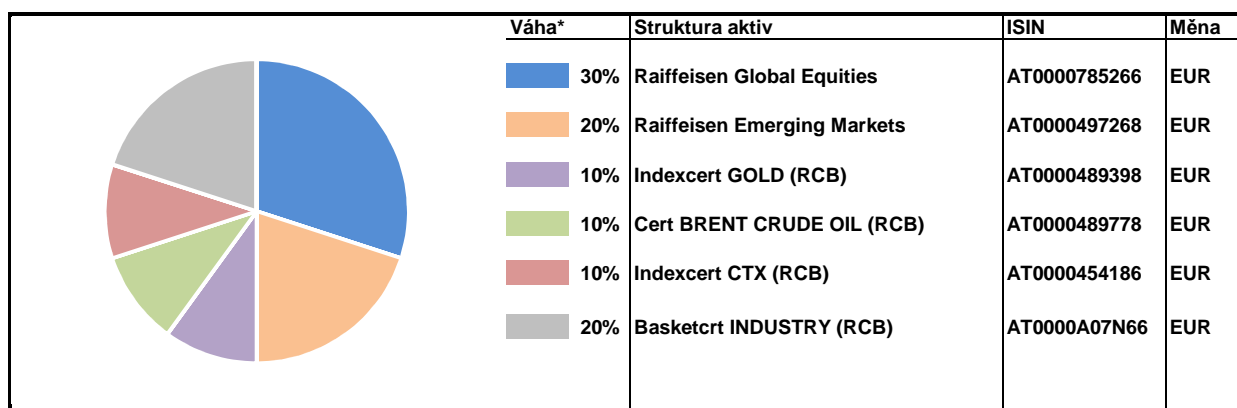 Váha* Struktura aktiv ISIN Měna
30% Raiffeisen Global Equities AT0000785266 EUR
20% Raiffeisen Emerging Markets AT0000497268 EUR
10% Indexcert GOLD (RCB) AT0000489398 EUR
10% Cert BRENT CRUDE OIL (RCB) AT0000489778 EUR
10% Indexcert CTX (RCB) AT0000454186 EUR
20% Basketcrt INDUSTRY (RCB) AT0000A07N66 EUR